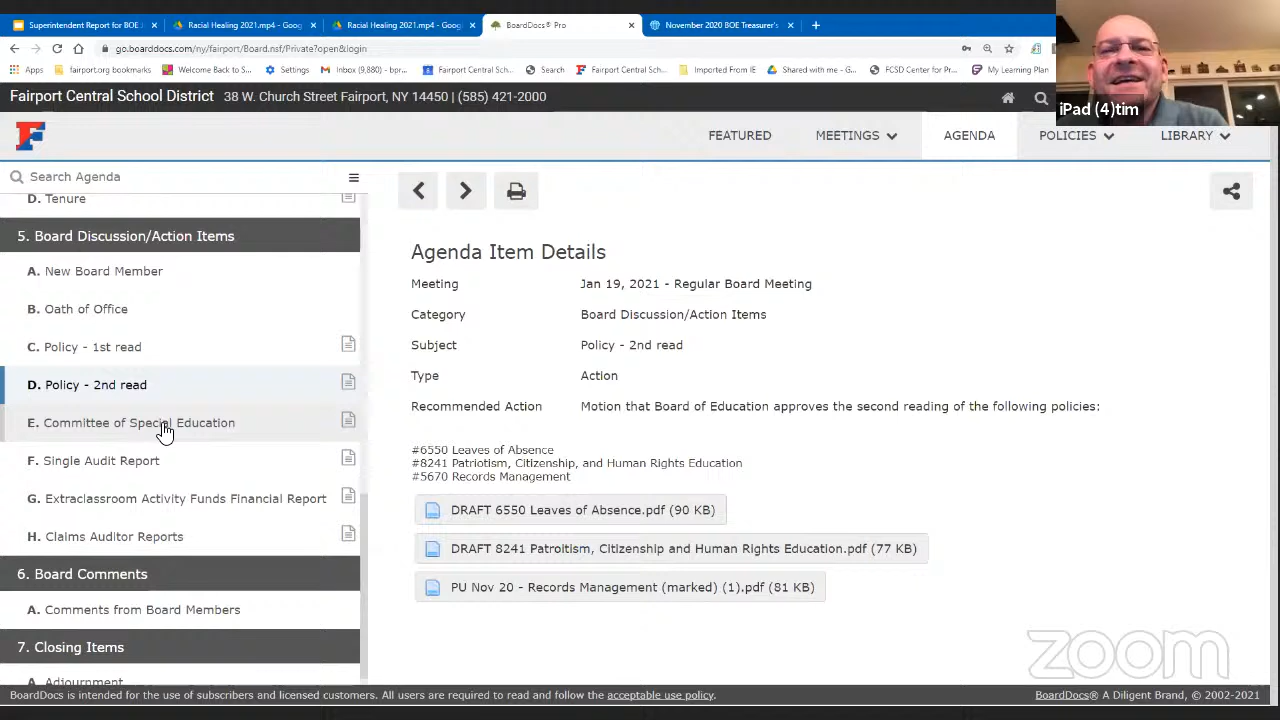 Superintendent Report for BOE
Racial Healing 2021.mp4 - Goog
Racial Healing 2021.mp4 - Goog
BoardDocs® Pro
November 2020 BOE Treasurer's
go.boarddocs.com/ny/fairport/Board.nsf/Private?open&login
Apps
fairport.org bookmarks
Welcome Back to S...
Settings
Inbox (9,880) - bpr...
Fairport Central Sch...
Search
Fairport Central Sch...
Imported From IE
Shared with me - G...
FCSD Center for Pr...
My Learning Plan
iPad (4)tim
Fairport Central School District 38 W. Church Street Fairport, NY 14450 | (585) 421-2000
F
FEATURED
MEETINGS
AGENDA
POLICIES
LIBRARY
Search Agenda
D. Tenure
5. Board Discussion/Action Items
A. New Board Member
B. Oath of Office
C. Policy - 1st read
D. Policy - 2nd read
E. Committee of Special Education
F. Single Audit Report
G. Extraclassroom Activity Funds Financial Report
H. Claims Auditor Reports
6. Board Comments
A. Comments from Board Members
7. Closing Items
A. Adjournment
Agenda Item Details
Meeting Jan 19, 2021 - Regular Board Meeting
Category Board Discussion/Action Items
Subject Policy - 2nd read
Type Action
Recommended Action Motion that Board of Education approves the second reading of the following policies:
#6550 Leaves of Absence
#8241 Patriotism, Citizenship, and Human Rights Education
#5670 Records Management
DRAFT 6550 Leaves of Absence.pdf (90 KB)
DRAFT 8241 Patroitism, Citizenship and Human Rights Education.pdf (77 KB)
PU Nov 20 - Records Management (marked) (1).pdf (81 KB)
zoom
BoardDocs is intended for the use of subscribers and licensed customers. All users are required to read and follow the acceptable use policy.
BoardDocs® A Diligent Brand, © 2002-2021